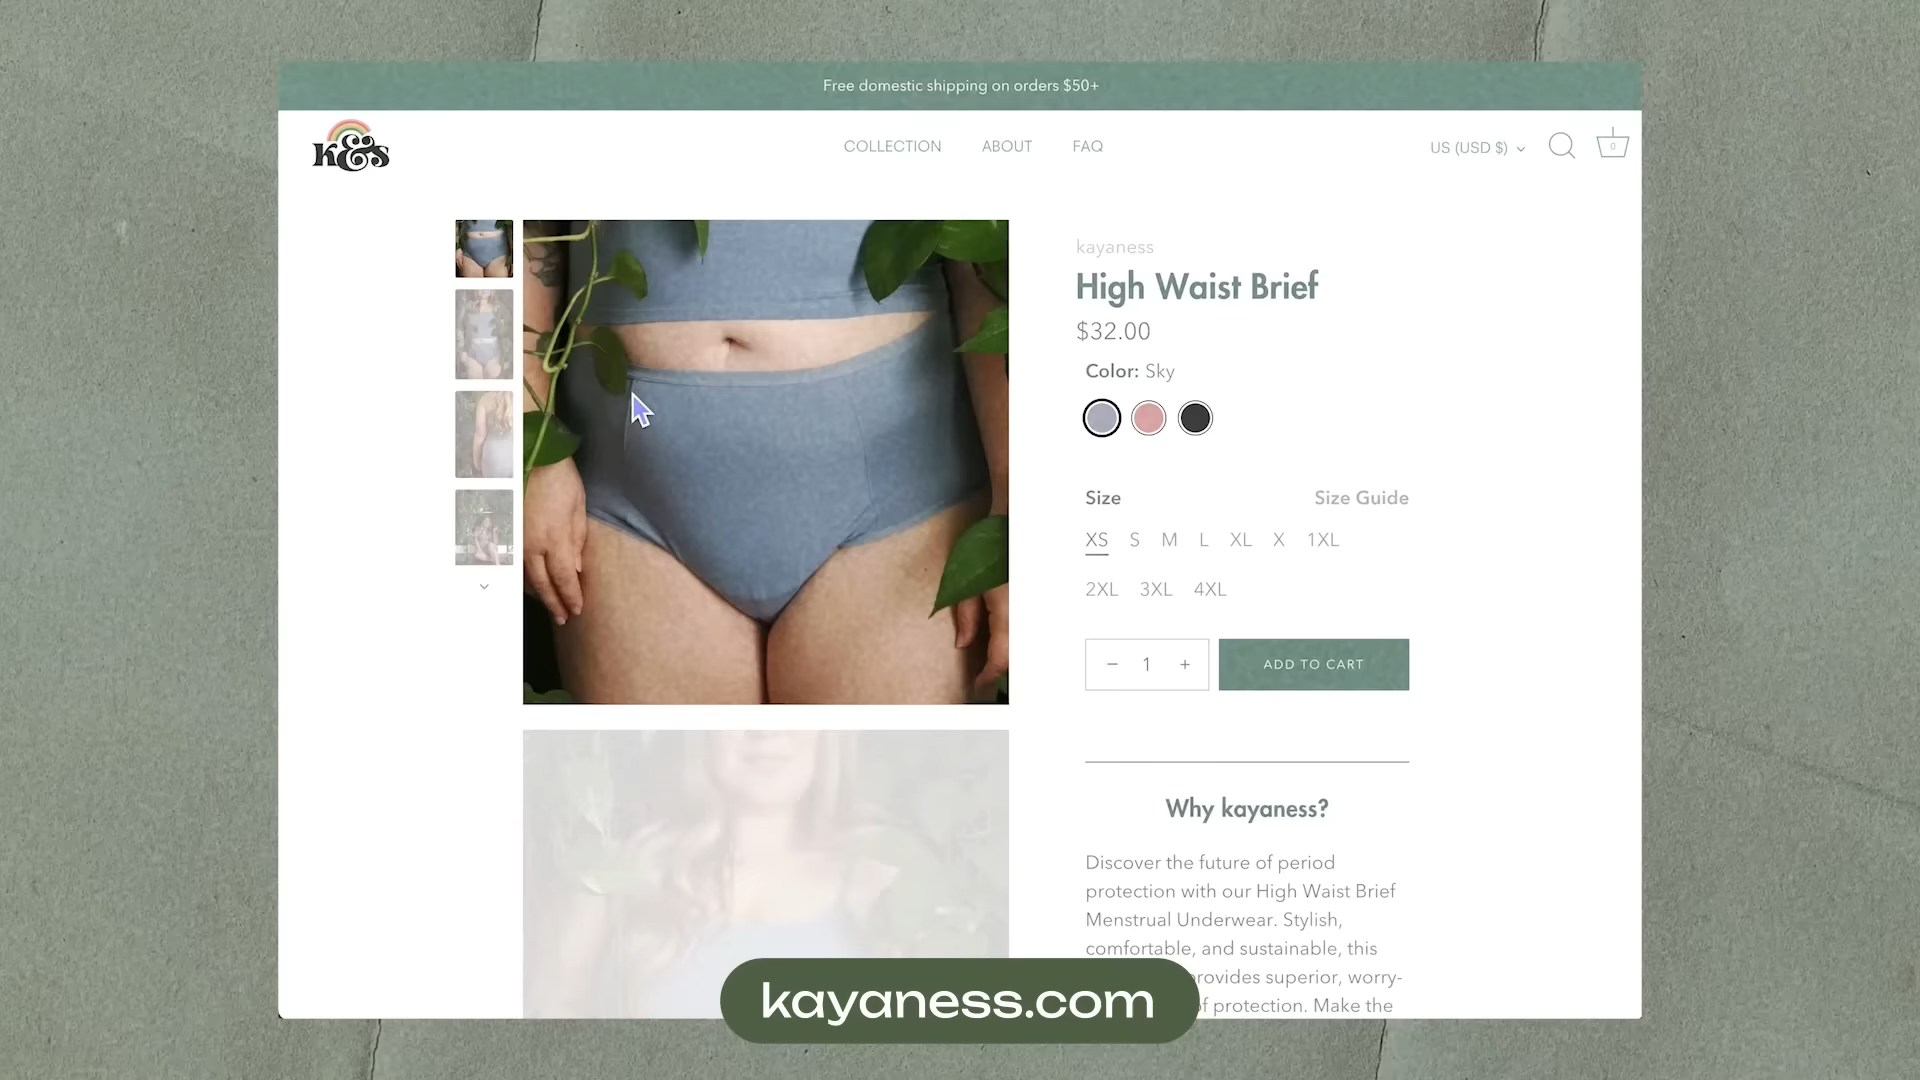 Free domestic shipping on orders $50+
k&s
COLLECTION ABOUT FAQ
US (USD $)
0
kayaness
High Waist Brief
$32.00
Color: Sky
Size Size Guide
XS S M L XL X 1XL
2XL 3XL 4XL
− 1 +
ADD TO CART
Why kayaness?
Discover the future of period
protection with our High Waist Brief
Menstrual Underwear. Stylish,
comfortable, and sustainable, this
provides superior, worry-
of protection. Make the
kayaness.com